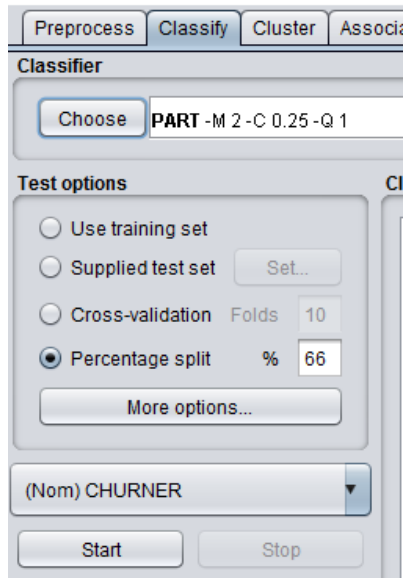 Preprocess Classify Cluster Associa
Classifier
Choose PART -M 2 -C 0.25 -Q 1
Test options Cl
Use training set
Supplied test set Set...
Cross-validation Folds 10
Percentage split % 66
More options...
(Nom) CHURNER
Start Stop